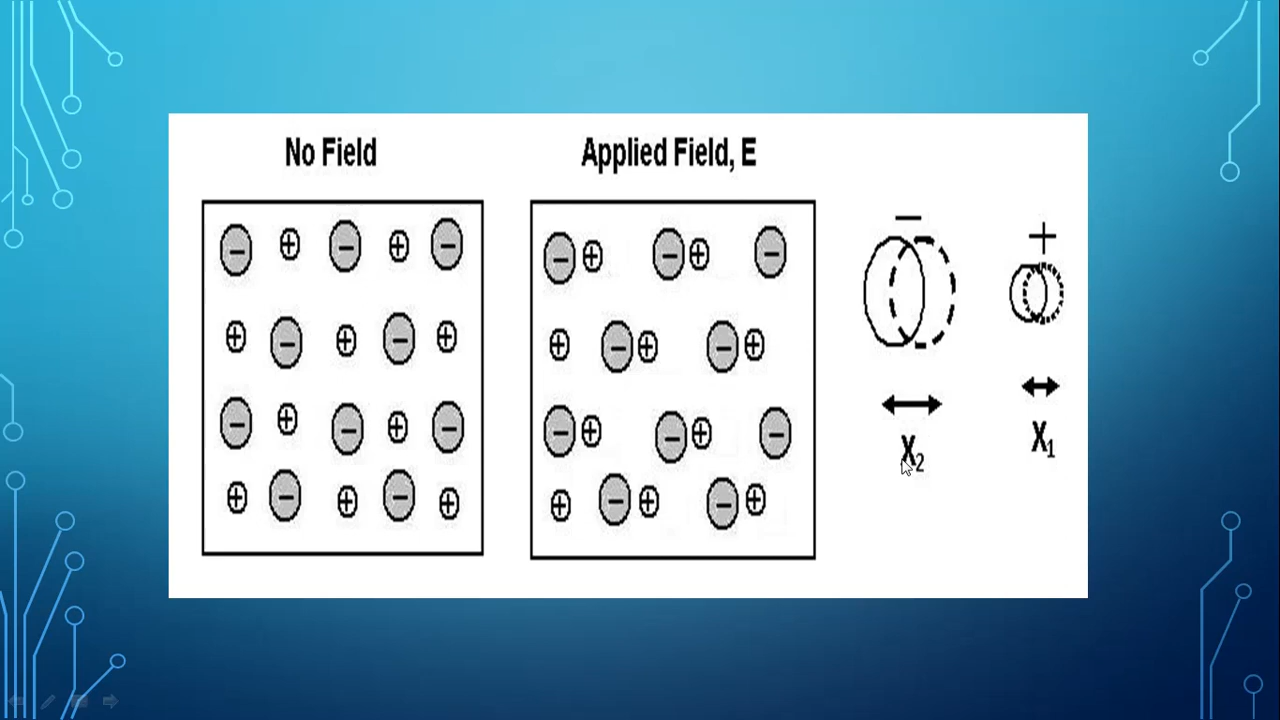 No Field
Applied Field, E
− + − + −
− + − + −
+ − + − +
+ − + − +
− + − + −
− + − + −
+ − + − +
+ − + − +
− +
X₂
X₁